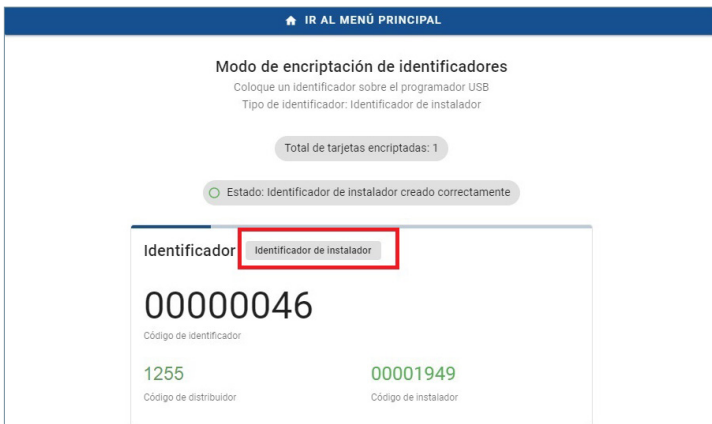 IR AL MENÚ PRINCIPAL
Modo de encriptación de identificadores
Coloque un identificador sobre el programador USB
Tipo de identificador: Identificador de instalador
Total de tarjetas encriptadas: 1
Estado: Identificador de instalador creado correctamente
Identificador Identificador de instalador
00000046
Código de identificador
1255 00001949
Código de distribuidor Código de instalador